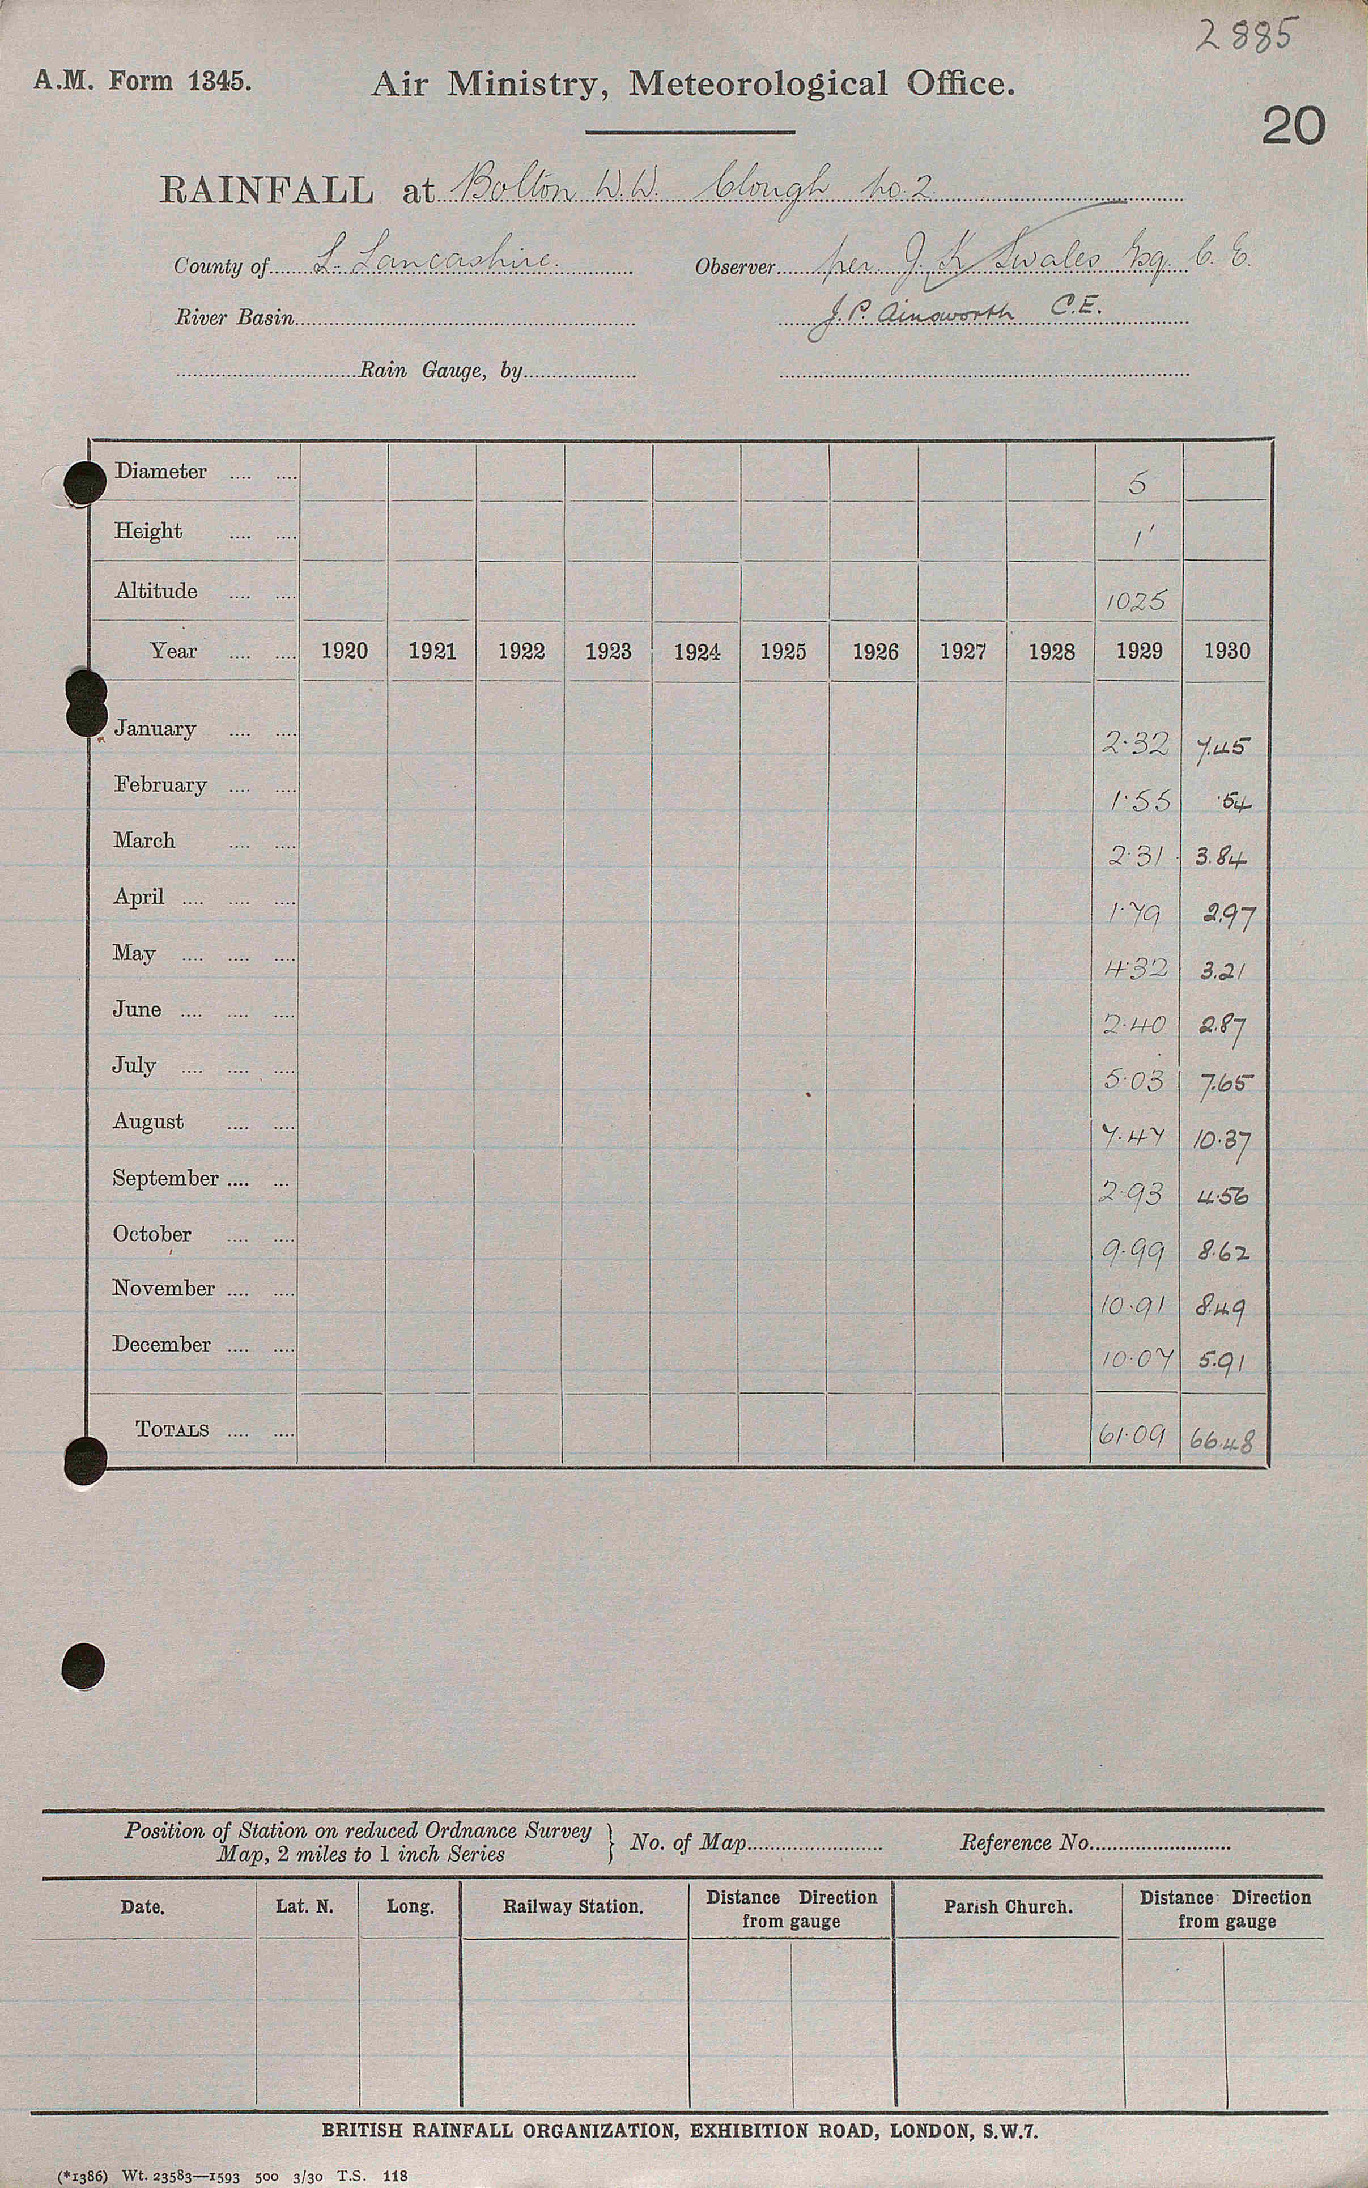 2885
A.M. Form 1345. Air Ministry, Meteorological Office.
20
RAINFALL at Bolton W.W. Clough No. 2
County of S. Lancashire. Observer per J. K Swales Esq. C. E.
River Basin J. P. Ainsworth C.E.
Rain Gauge, by
Diameter .... .... 5
Height .... .... 1'
Altitude .... .... 1025
Year .... .... 1920 1921 1922 1923 1924 1925 1926 1927 1928 1929 1930
January .... .... 2.32 7.45
February .... .... 1.55 .54
March .... .... 2.31 3.84
April .... .... .... 1.79 2.97
May .... .... .... 4.32 3.21
June .... .... .... 2.40 2.87
July .... .... .... 5.03 7.65
August .... .... 7.47 10.37
September .... ... 2.93 4.56
October .... .... 9.99 8.62
November .... .... 10.91 8.49
December .... .... 10.07 5.91
TOTALS .... .... 61.09 66.48
Position of Station on reduced Ordnance Survey
Map, 2 miles to 1 inch Series } No. of Map Reference No.
Date. Lat. N. Long. Railway Station. Distance Direction from gauge Parish Church. Distance Direction from gauge
BRITISH RAINFALL ORGANIZATION, EXHIBITION ROAD, LONDON, S.W.7.
(*1386) Wt. 23583—1593 500 3/30 T.S. 118